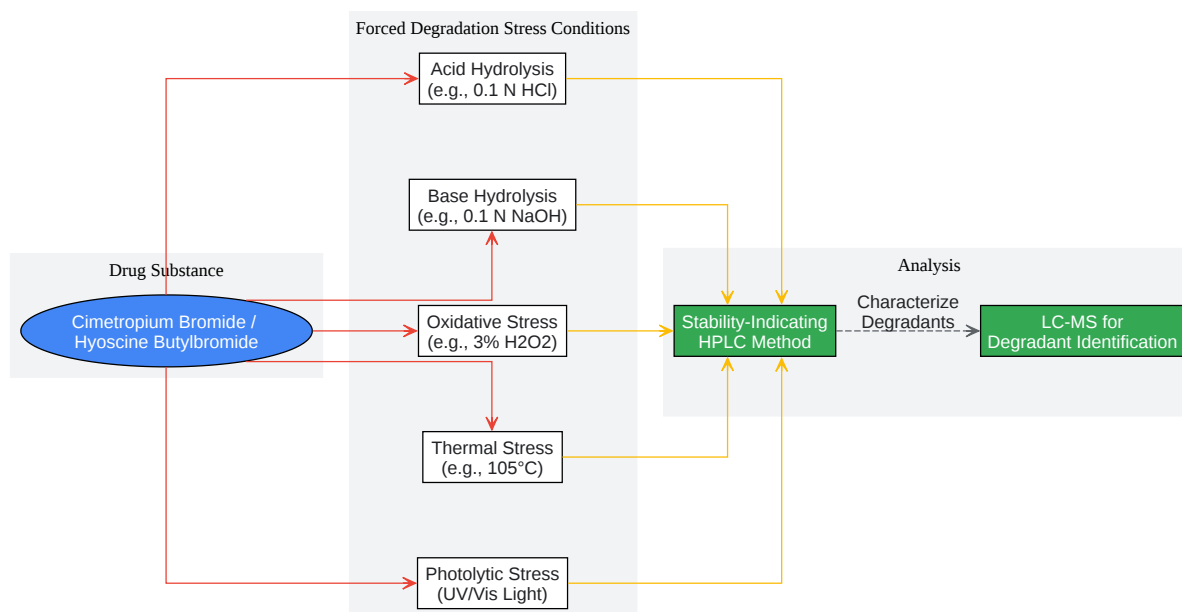 Forced Degradation Stress Conditions
Acid Hydrolysis
(e.g., 0.1 N HCl)
Base Hydrolysis
(e.g., 0.1 N NaOH)
Drug Substance
Cimetropium Bromide /
Hyoscine Butylbromide
Oxidative Stress
(e.g., 3% H2O2)
Thermal Stress
(e.g., 105°C)
Photolytic Stress
(UV/Vis Light)
Analysis
Stability-Indicating
HPLC Method
Characterize
Degradants
LC-MS for
Degradant Identification